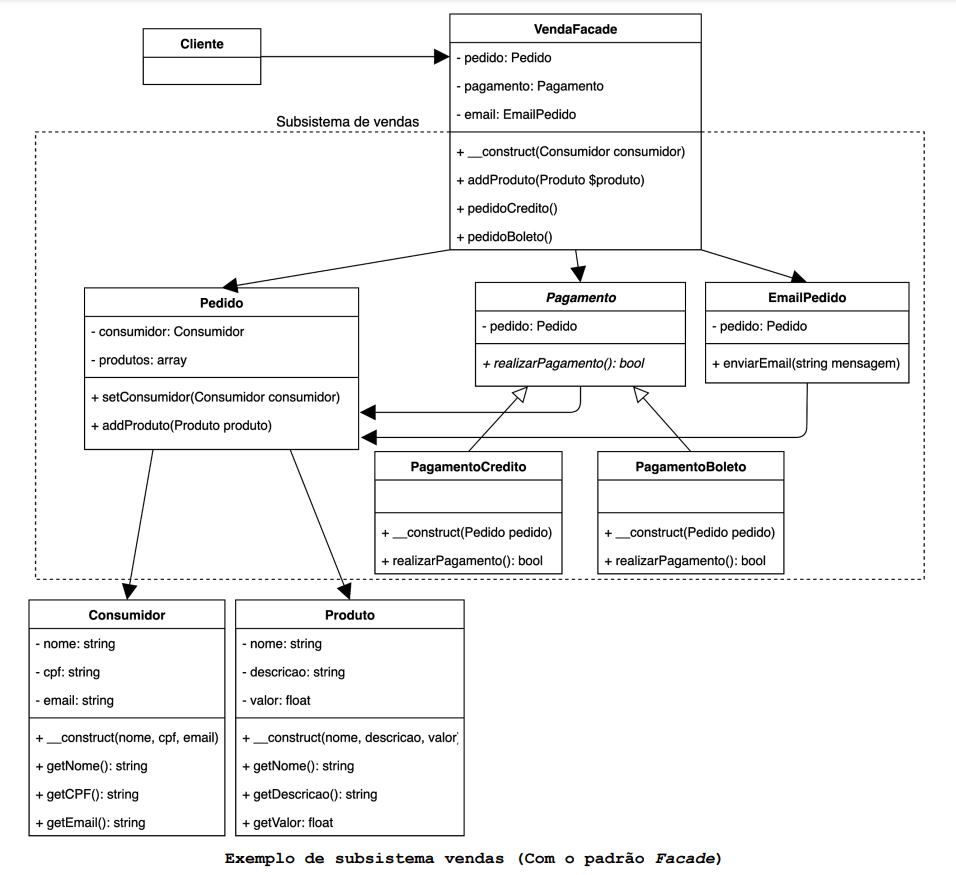 Cliente
VendaFacade
- pedido: Pedido
- pagamento: Pagamento
- email: EmailPedido
+ __construct(Consumidor consumidor)
+ addProduto(Produto $produto)
+ pedidoCredito()
+ pedidoBoleto()
Subsistema de vendas
Pedido
- consumidor: Consumidor
- produtos: array
+ setConsumidor(Consumidor consumidor)
+ addProduto(Produto produto)
Pagamento
- pedido: Pedido
+ realizarPagamento(): bool
EmailPedido
- pedido: Pedido
+ enviarEmail(string mensagem)
PagamentoCredito
+ __construct(Pedido pedido)
+ realizarPagamento(): bool
PagamentoBoleto
+ __construct(Pedido pedido)
+ realizarPagamento(): bool
Consumidor
- nome: string
- cpf: string
- email: string
+ __construct(nome, cpf, email)
+ getNome(): string
+ getCPF(): string
+ getEmail(): string
Produto
- nome: string
- descricao: string
- valor: float
+ __construct(nome, descricao, valor)
+ getNome(): string
+ getDescricao(): string
+ getValor: float
Exemplo de subsistema vendas (Com o padrão Facade)